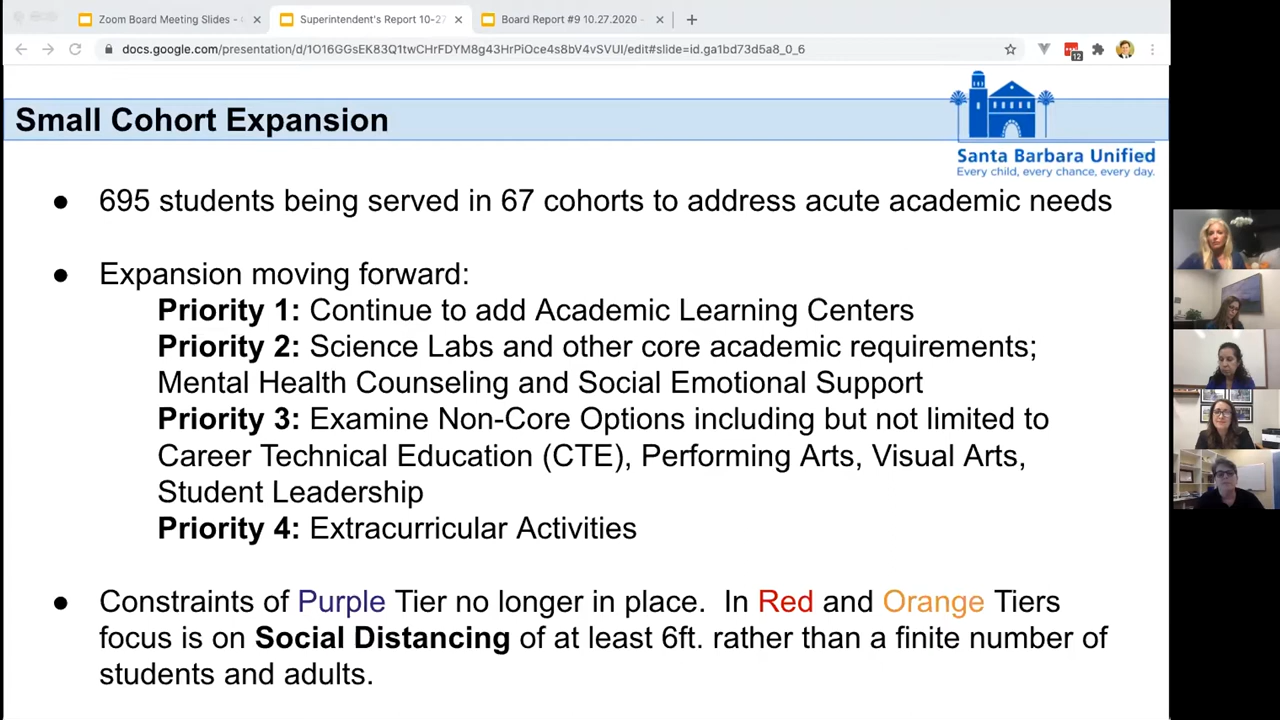 Zoom Board Meeting Slides - 
Superintendent's Report 10-27
Board Report #9 10.27.2020 -
docs.google.com/presentation/d/1O16GGsEK83Q1twCHrFDYM8g43HrPiOce4s8bV4vSVUI/edit#slide=id.ga1bd73d5a8_0_6
12
Small Cohort Expansion
Santa Barbara Unified
Every child, every chance, every day.
● 695 students being served in 67 cohorts to address acute academic needs
● Expansion moving forward:
Priority 1: Continue to add Academic Learning Centers
Priority 2: Science Labs and other core academic requirements;
Mental Health Counseling and Social Emotional Support
Priority 3: Examine Non-Core Options including but not limited to
Career Technical Education (CTE), Performing Arts, Visual Arts,
Student Leadership
Priority 4: Extracurricular Activities
● Constraints of Purple Tier no longer in place. In Red and Orange Tiers
focus is on Social Distancing of at least 6ft. rather than a finite number of
students and adults.